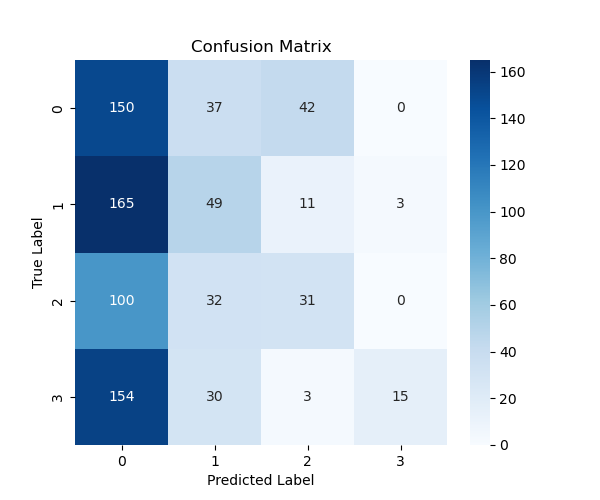 Confusion Matrix
True Label
0 150 37 42 0
1 165 49 11 3
2 100 32 31 0
3 154 30 3 15
0 1 2 3
Predicted Label
160
140
120
100
80
60
40
20
0